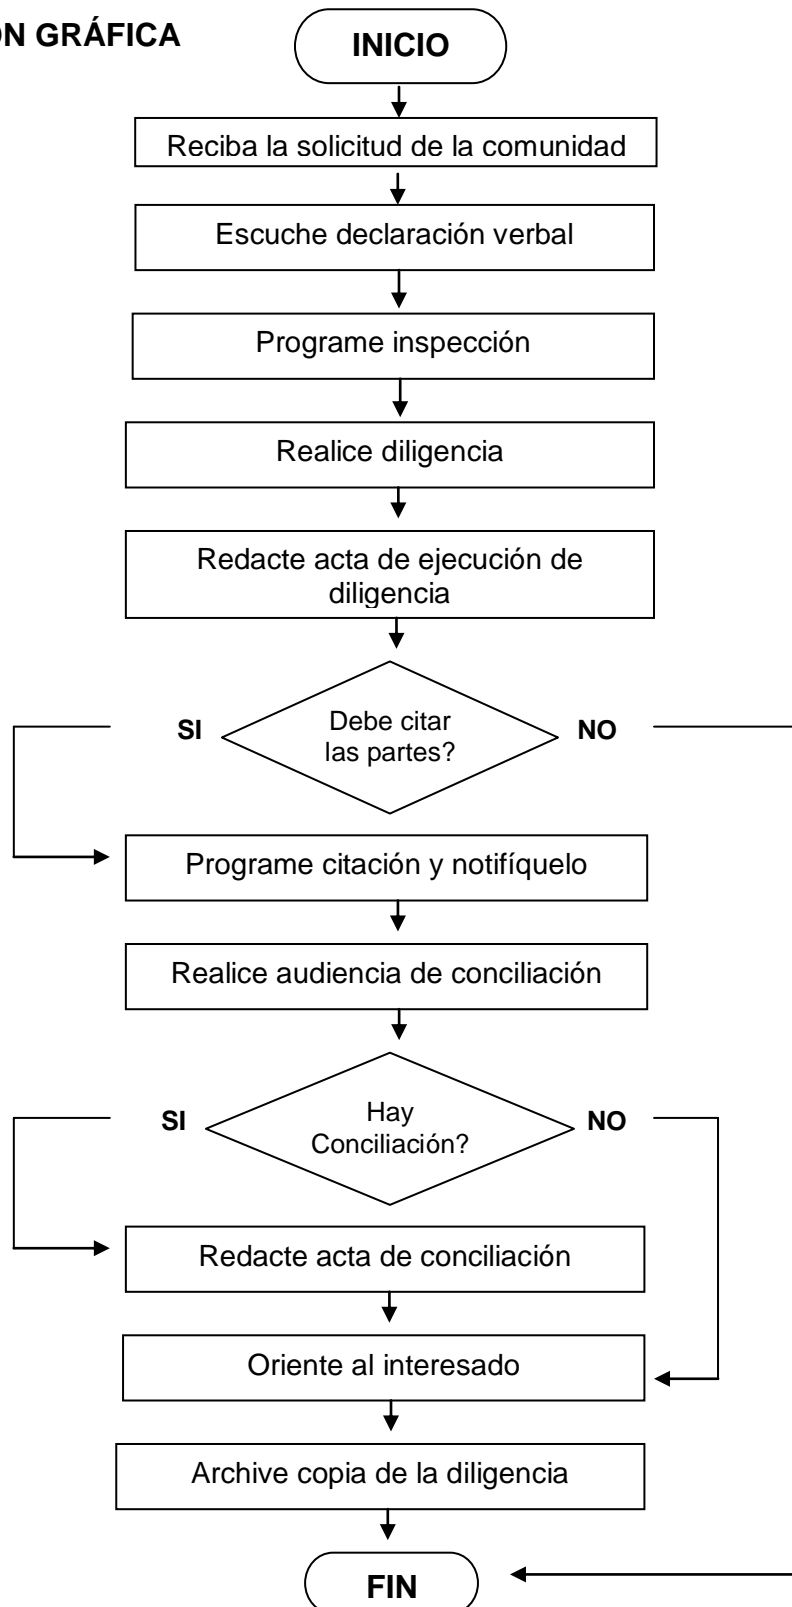 N GRÁFICA
INICIO
Reciba la solicitud de la comunidad
Escuche declaración verbal
Programe inspección
Realice diligencia
Redacte acta de ejecución de
diligencia
SI
Debe citar
las partes?
NO
Programe citación y notifíquelo
Realice audiencia de conciliación
SI
Hay
Conciliación?
NO
Redacte acta de conciliación
Oriente al interesado
Archive copia de la diligencia
FIN